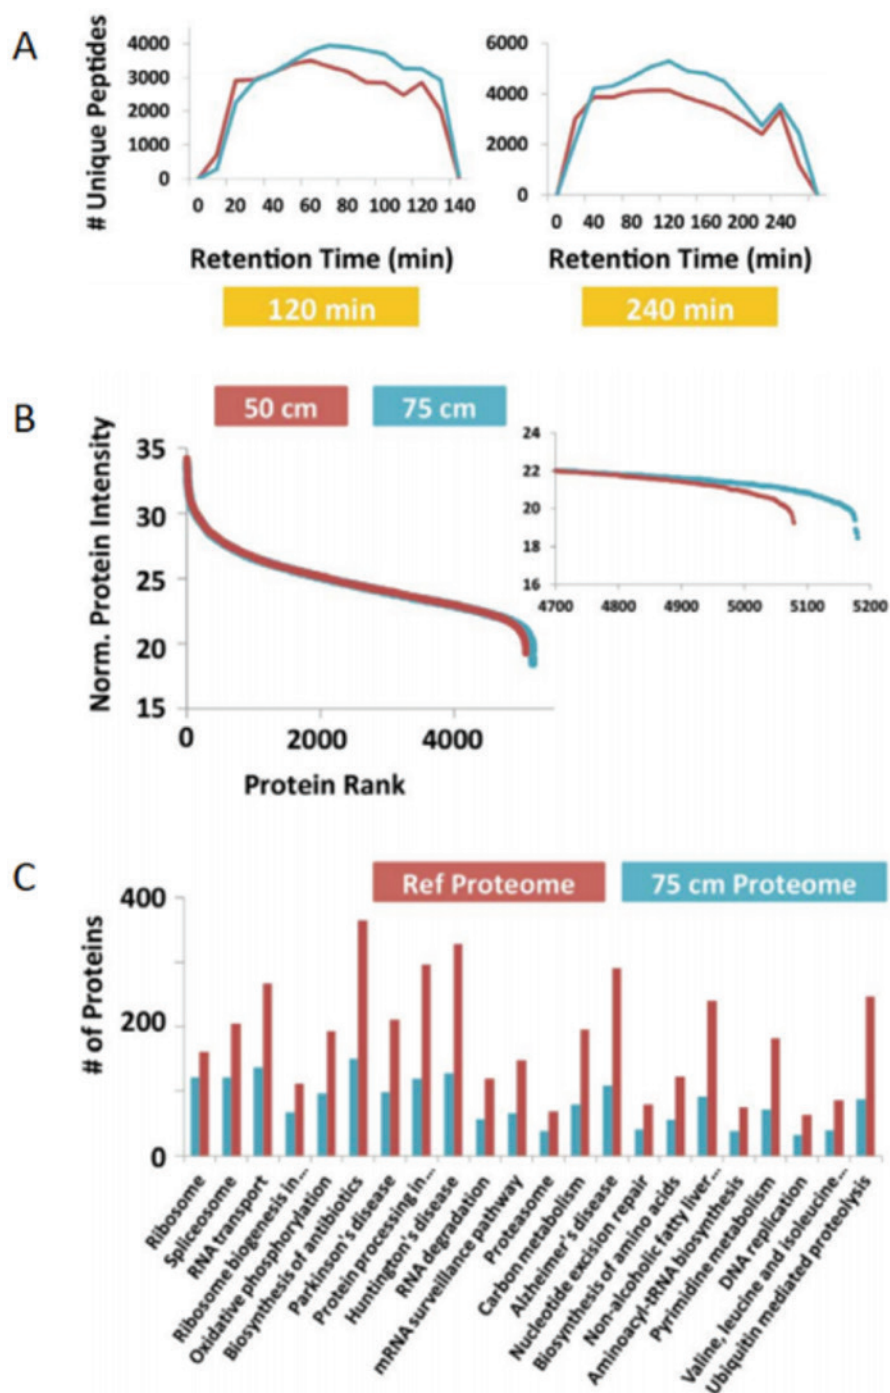 A
# Unique Peptides
4000
3000
2000
1000
0
0 20 40 60 80 100 120 140
Retention Time (min)
120 min
6000
4000
2000
0
0 40 80 120 160 200 240
Retention Time (min)
240 min
B
50 cm 75 cm
Norm. Protein Intensity
35
30
25
20
15
0 2000 4000
Protein Rank
24
22
20
18
16
4700 4800 4900 5000 5100 5200
C
Ref Proteome 75 cm Proteome
# of Proteins
400
200
0
Ribosome
Spliceosome
RNA transport
Ribosome biogenesis in...
Oxidative phosphorylation
Biosynthesis of antibiotics
Parkinson's disease
Protein processing in...
Huntington's disease
RNA degradation
mRNA surveillance pathway
Proteasome
Carbon metabolism
Alzheimer's disease
Nucleotide excision repair
Biosynthesis of amino acids
Non-alcoholic fatty liver...
Aminoacyl-tRNA biosynthesis
Pyrimidine metabolism
DNA replication
Valine, leucine and isoleucine...
Ubiquitin mediated proteolysis